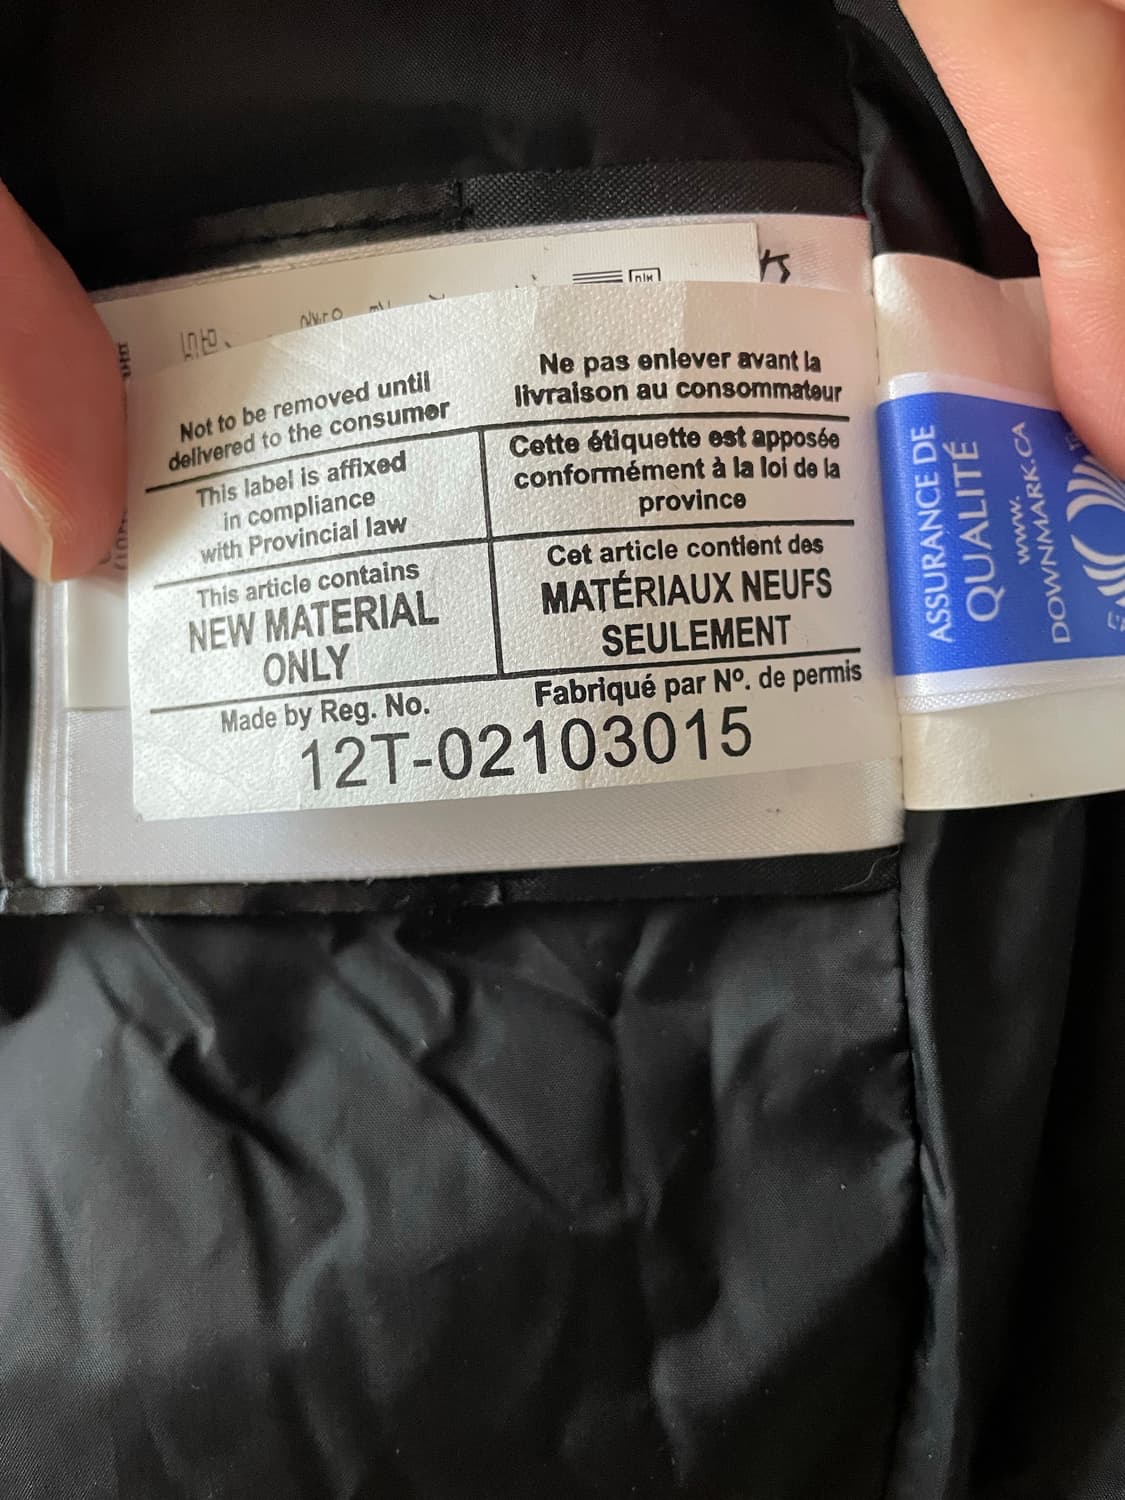 Not to be removed until
delivered to the consumer
Ne pas enlever avant la
livraison au consommateur
This label is affixed
in compliance
with Provincial law
Cette étiquette est apposée
conformément à la loi de la
province
This article contains
NEW MATERIAL
ONLY
Cet article contient des
MATÉRIAUX NEUFS
SEULEMENT
Made by Reg. No.
Fabriqué par Nº. de permis
12T-02103015
ASSURANCE DE
QUALITÉ
www.
DOWNMARK.CA